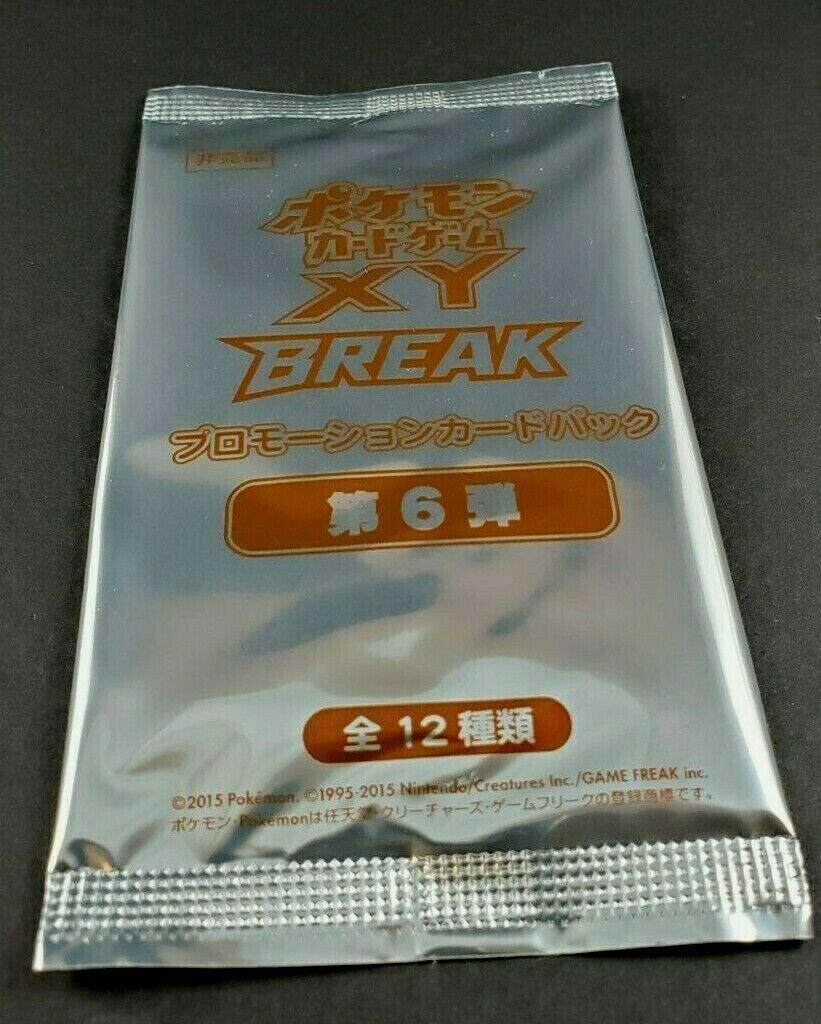 非売品
ポケモン
カードゲーム
XY
BREAK
プロモーションカードパック
第6弾
全12種類
©2015 Pokémon. ©1995-2015 Nintendo/Creatures Inc./GAME FREAK inc.
ポケモン・Pokémonは任天堂・クリーチャーズ・ゲームフリークの登録商標です。